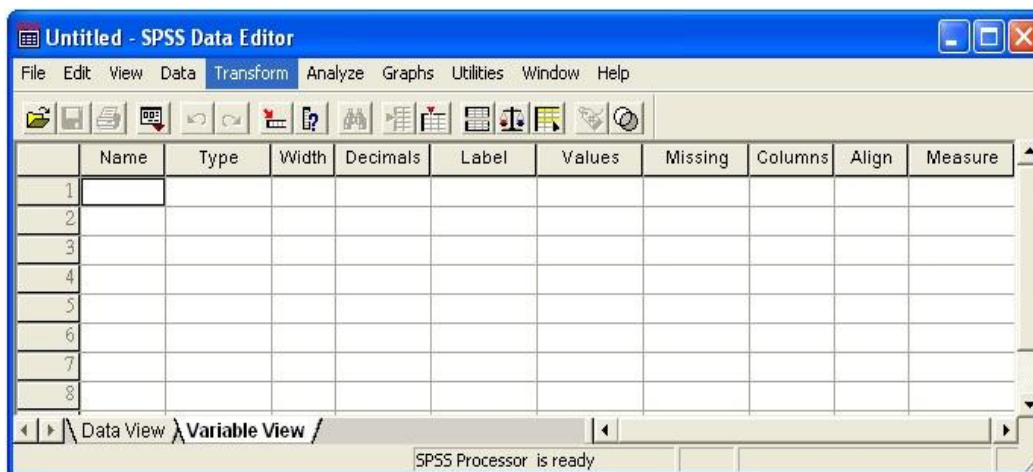 Untitled - SPSS Data Editor
File Edit View Data Transform Analyze Graphs Utilities Window Help
Name Type Width Decimals Label Values Missing Columns Align Measure
1
2
3
4
5
6
7
8
Data View Variable View
SPSS Processor is ready